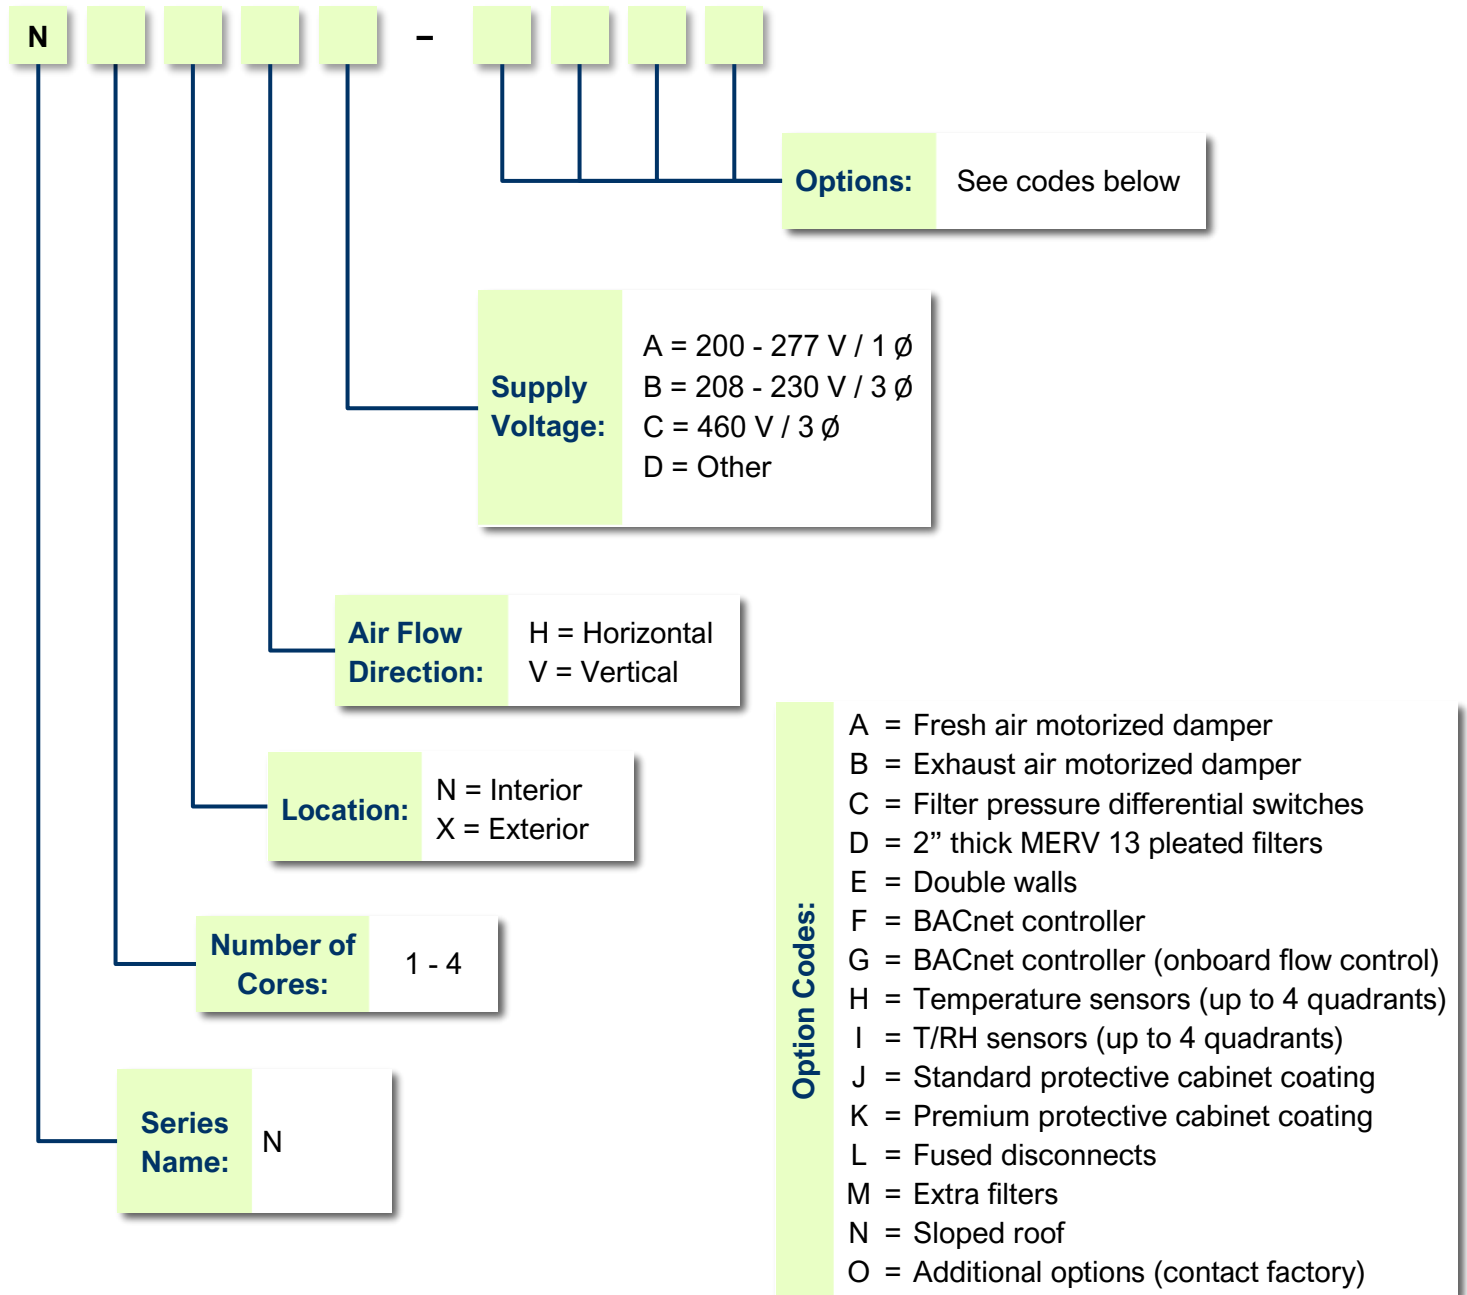 N –
Options: See codes below
Supply
Voltage:
A = 200 - 277 V / 1 Ø
B = 208 - 230 V / 3 Ø
C = 460 V / 3 Ø
D = Other
Air Flow
Direction:
H = Horizontal
V = Vertical
Location:
N = Interior
X = Exterior
Number of
Cores:
1 - 4
Series
Name:
N
Option Codes:
A = Fresh air motorized damper
B = Exhaust air motorized damper
C = Filter pressure differential switches
D = 2” thick MERV 13 pleated filters
E = Double walls
F = BACnet controller
G = BACnet controller (onboard flow control)
H = Temperature sensors (up to 4 quadrants)
I = T/RH sensors (up to 4 quadrants)
J = Standard protective cabinet coating
K = Premium protective cabinet coating
L = Fused disconnects
M = Extra filters
N = Sloped roof
O = Additional options (contact factory)